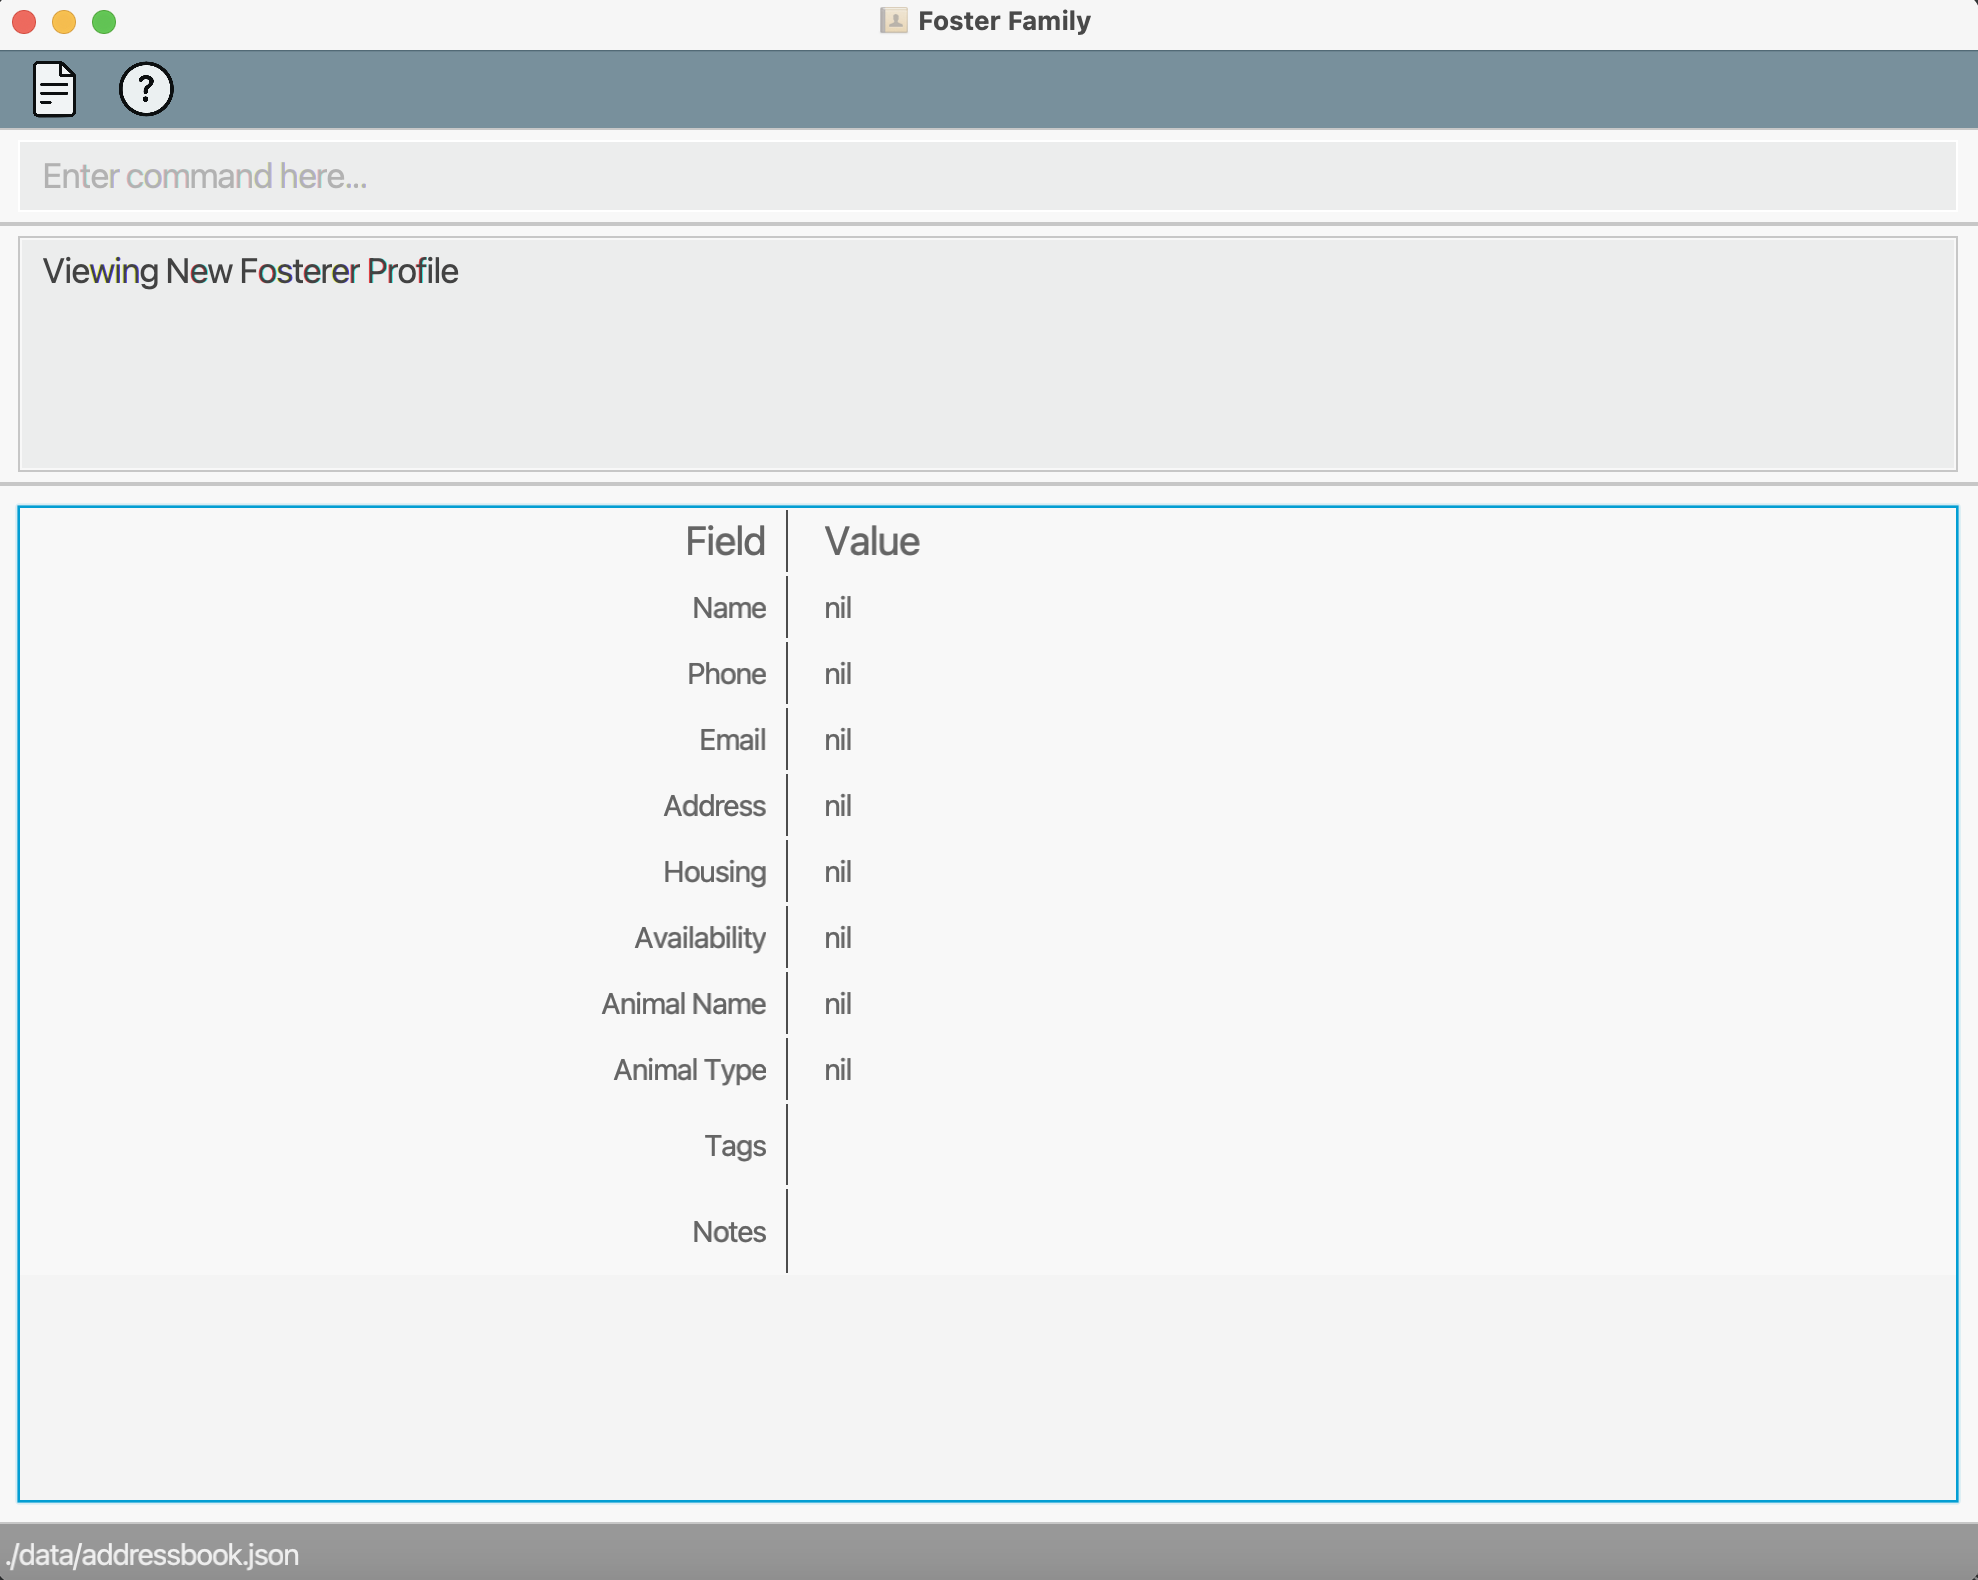 Foster Family
?
Enter command here...
Viewing New Fosterer Profile
Field Value
Name nil
Phone nil
Email nil
Address nil
Housing nil
Availability nil
Animal Name nil
Animal Type nil
Tags
Notes
./data/addressbook.json